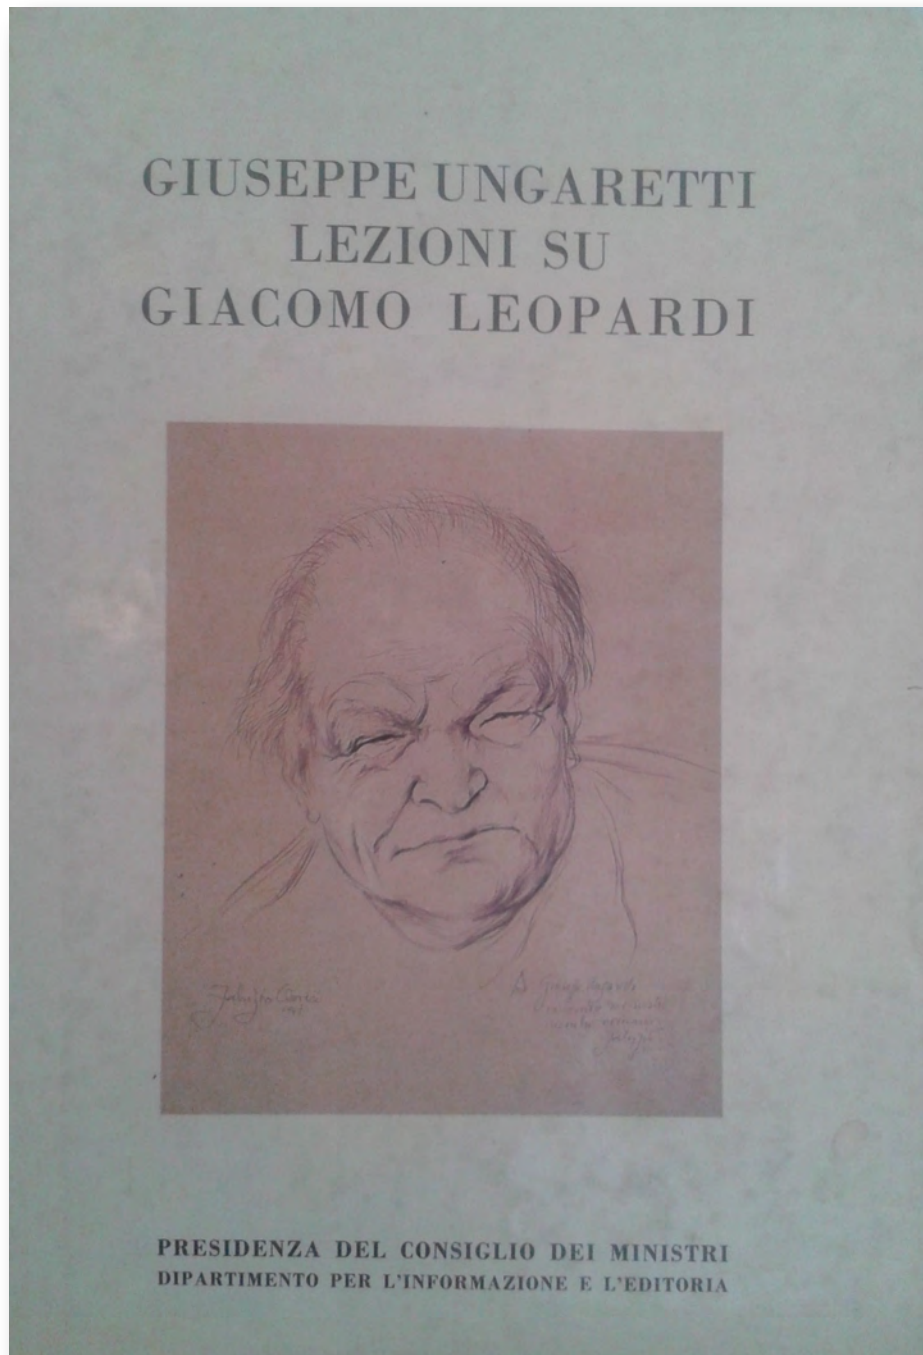 GIUSEPPE UNGARETTI
LEZIONI SU
GIACOMO LEOPARDI
A
PRESIDENZA DEL CONSIGLIO DEI MINISTRI
DIPARTIMENTO PER L'INFORMAZIONE E L'EDITORIA